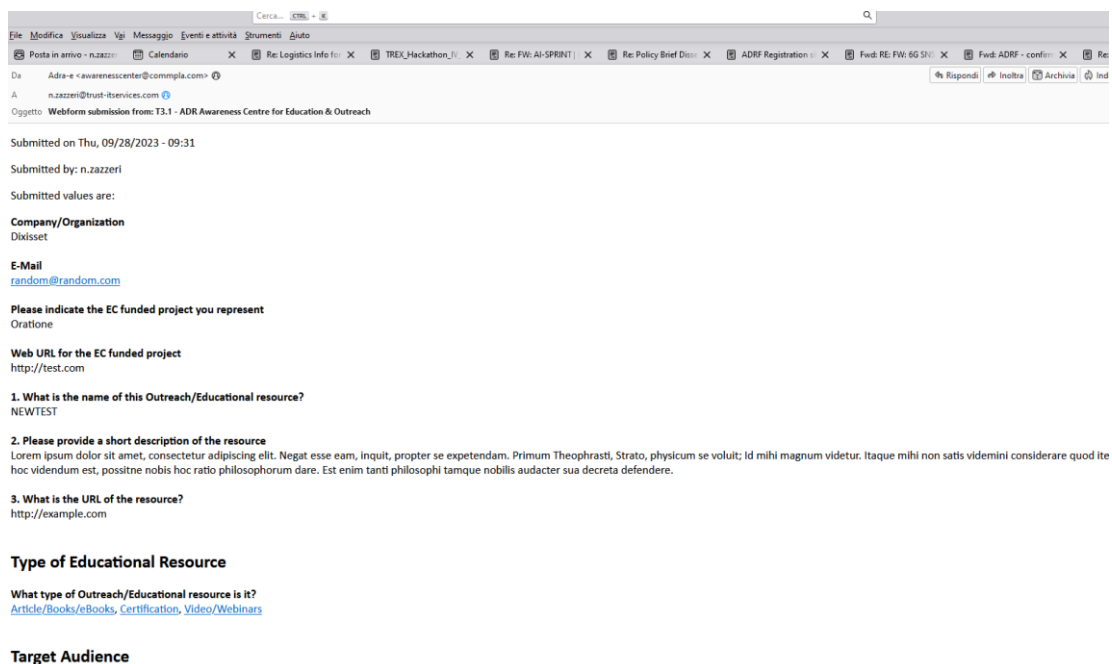 Cerca... CTRL + K
File Modifica Visualizza Vai Messaggio Eventi e attività Strumenti Aiuto
Posta in arrivo - n.zazzer Calendario Re: Logistics Info for TREX_Hackathon_IV Re: FW: AI-SPRINT | Re: Policy Brief Disse ADRF Registration Fwd: RE: FW: 6G SNS Fwd: ADRF - confirm Re:
Da Adra-e <awarenesscenter@commpla.com> Rispondi Inoltra Archivia Ind
A n.zazzeri@trust-itservices.com
Oggetto Webform submission from: T3.1 - ADR Awareness Centre for Education & Outreach
Submitted on Thu, 09/28/2023 - 09:31
Submitted by: n.zazzeri
Submitted values are:
Company/Organization
Dixisset
E-Mail
random@random.com
Please indicate the EC funded project you represent
Oratione
Web URL for the EC funded project
http://test.com
1. What is the name of this Outreach/Educational resource?
NEWTEST
2. Please provide a short description of the resource
Lorem ipsum dolor sit amet, consectetur adipiscing elit. Negat esse eam, inquit, propter se expetendam. Primum Theophrasti, Strato, physicum se voluit; Id mihi magnum videtur. Itaque mihi non satis videmini considerare quod ite
hoc videndum est, possitne nobis hoc ratio philosophorum dare. Est enim tanti philosophi tamque nobilis audacter sua decreta defendere.
3. What is the URL of the resource?
http://example.com
Type of Educational Resource
What type of Outreach/Educational resource is it?
Article/Books/eBooks, Certification, Video/Webinars
Target Audience